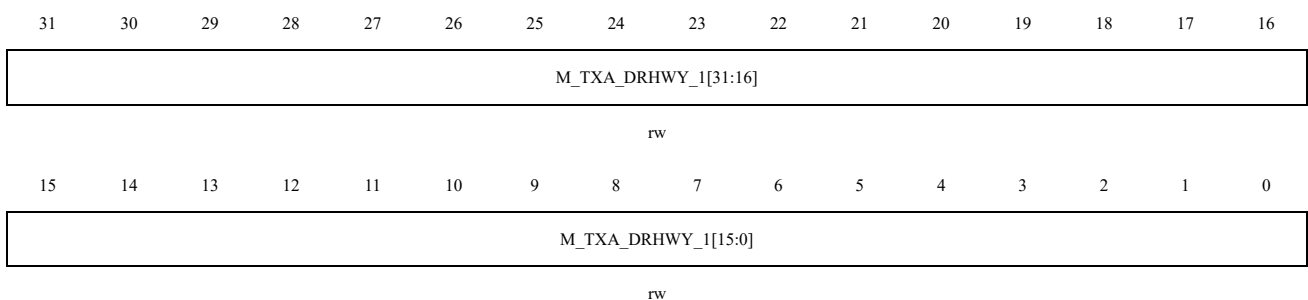 31 30 29 28 27 26 25 24 23 22 21 20 19 18 17 16
M_TXA_DRHWY_1[31:16]
rw
15 14 13 12 11 10 9 8 7 6 5 4 3 2 1 0
M_TXA_DRHWY_1[15:0]
rw